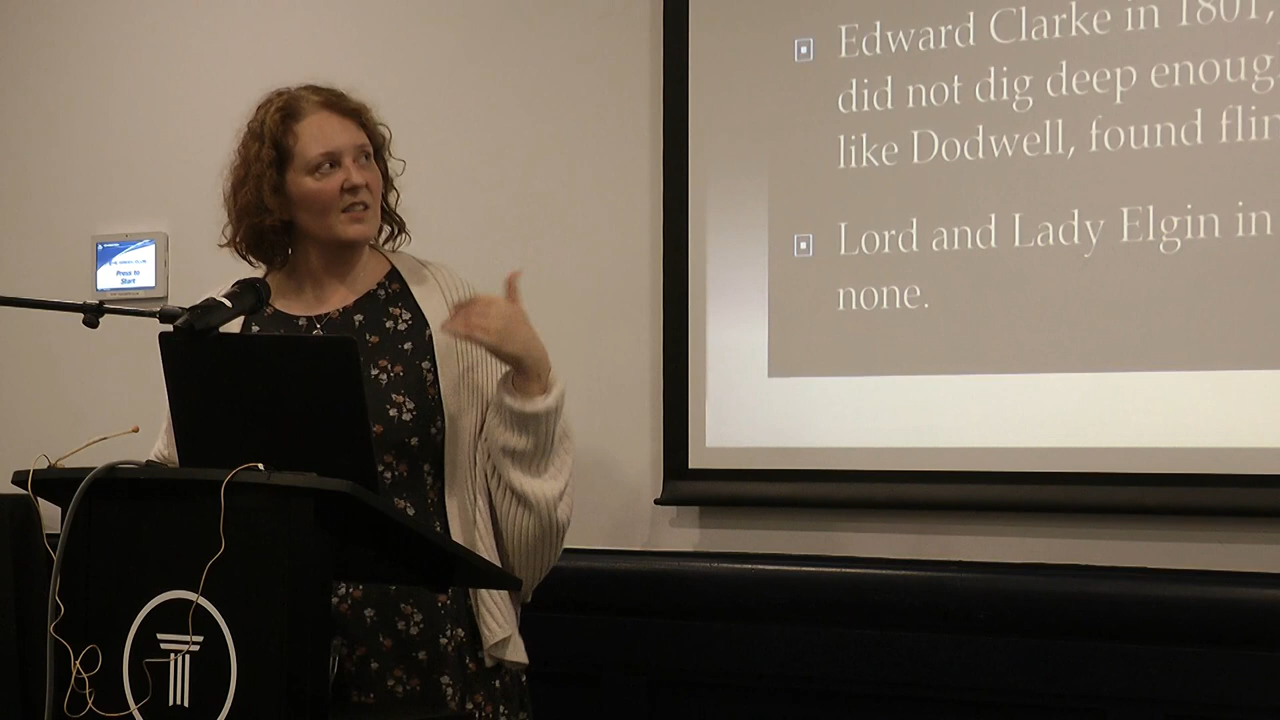 Edward Clarke in 1801,
did not dig deep enoug
like Dodwell, found flin
Lord and Lady Elgin in
none.
Press to
Start